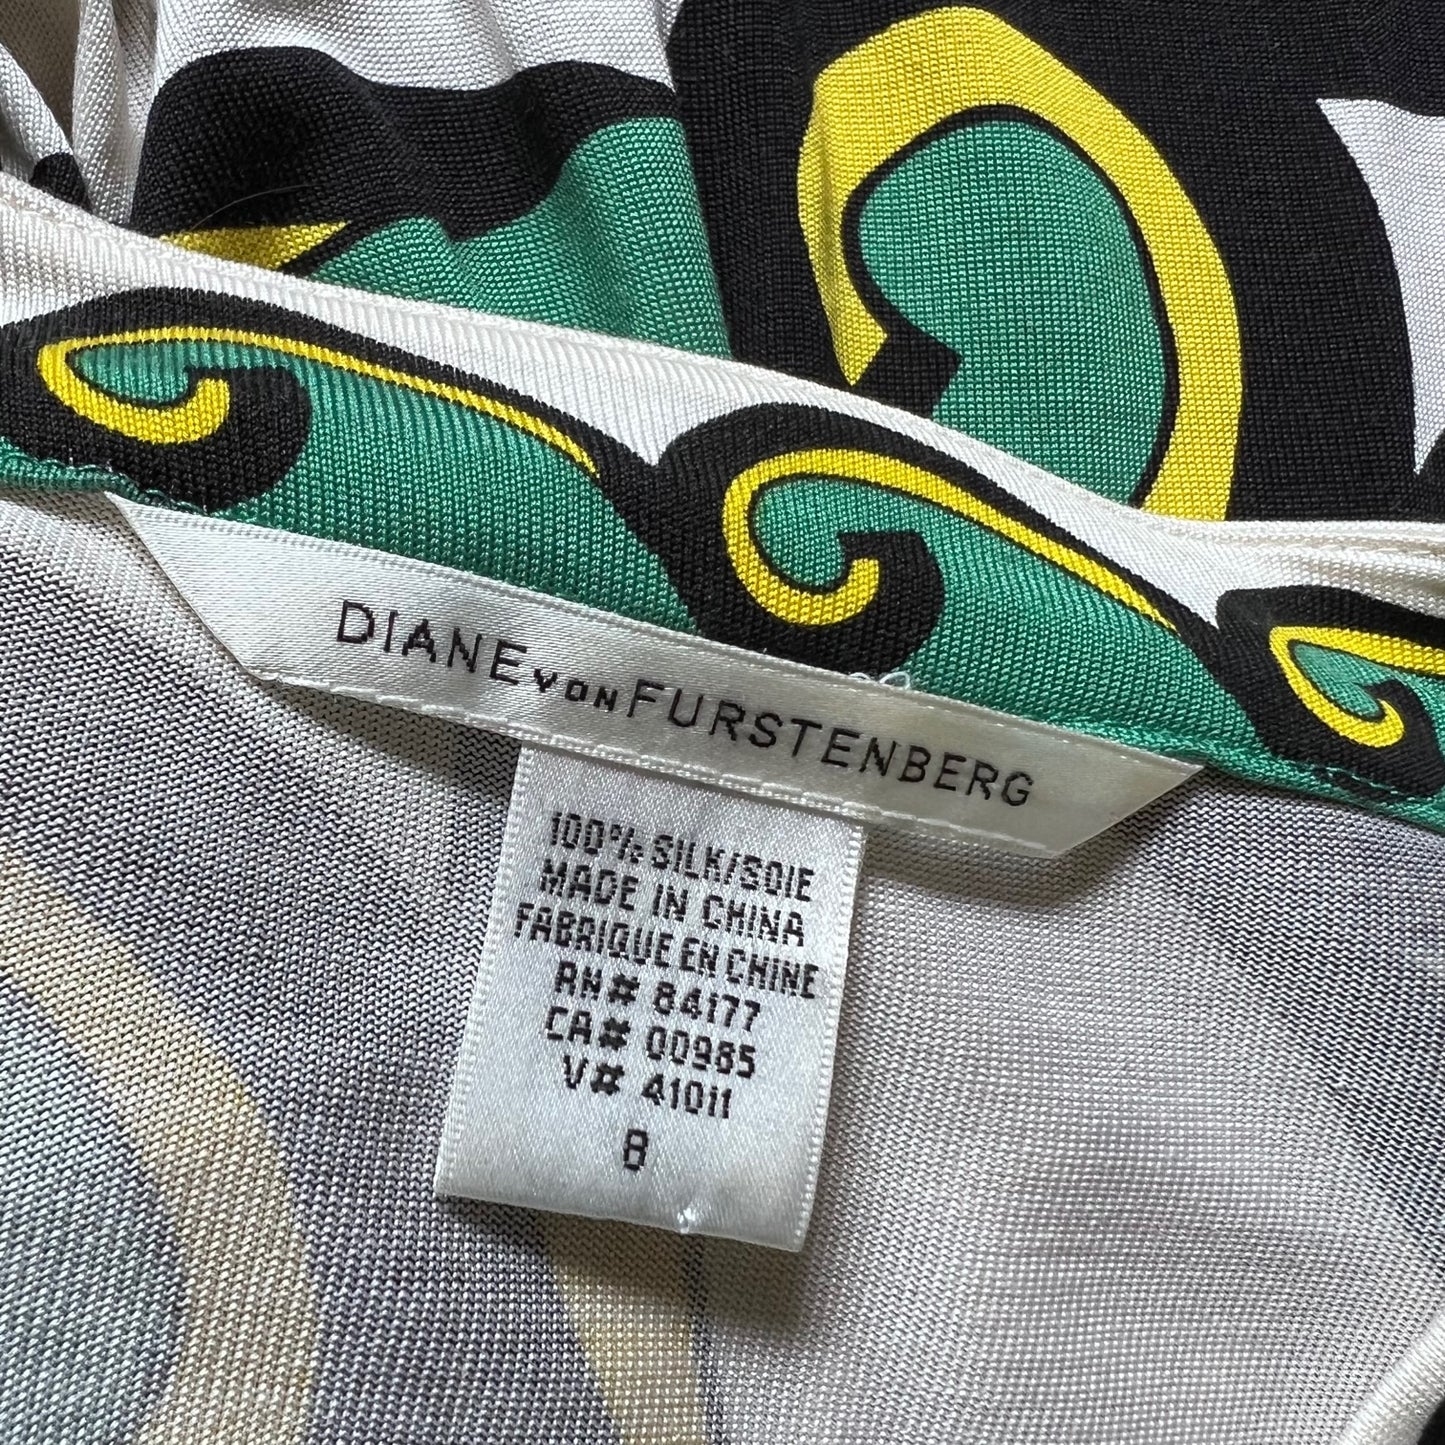 DIANE VON FURSTENBERG
100% SILK/SOIE
MADE IN CHINA
FABRIQUE EN CHINE
RN# 84177
CA# 00985
V# 41011
8